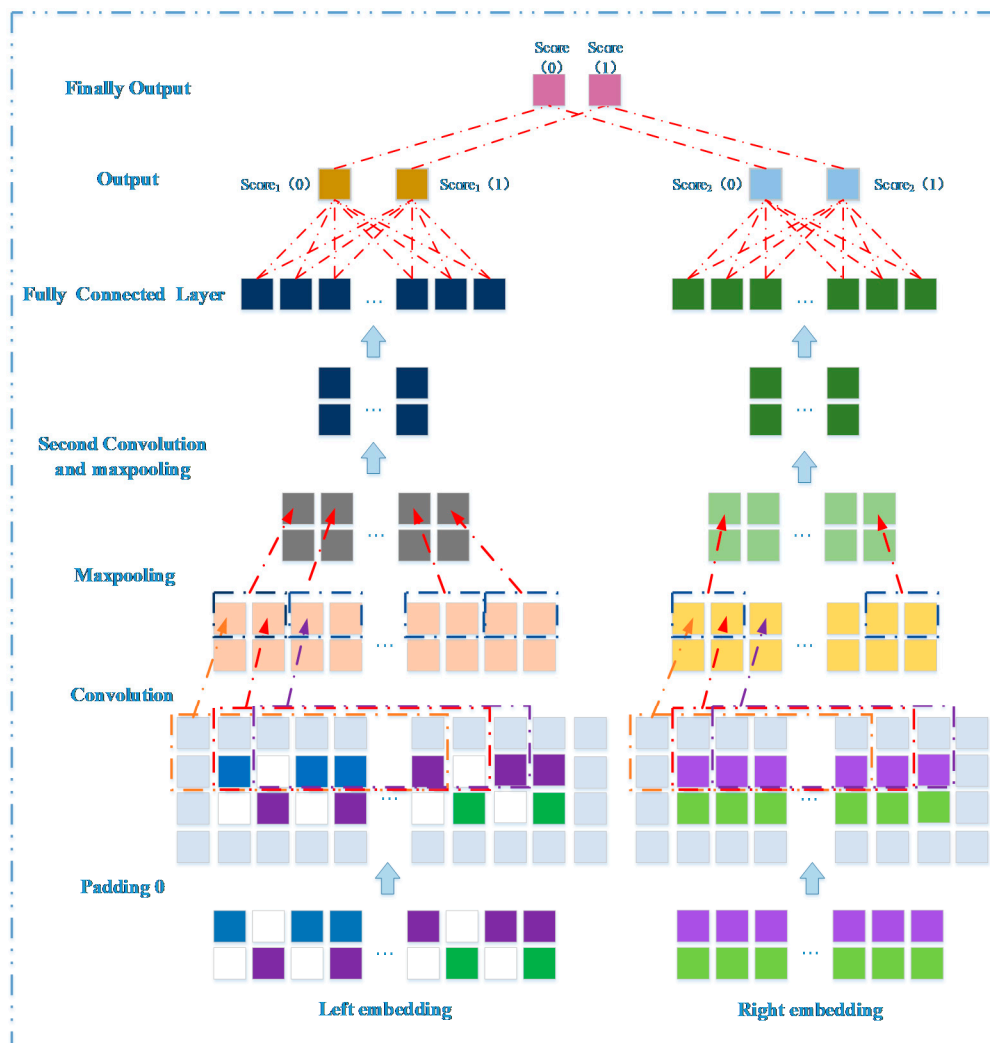 Score
(0)
Score
(1)
Finally Output
Output
Score₁ (0)
Score₁ (1)
Score₂ (0)
Score₂ (1)
Fully Connected Layer
...
...
...
...
Second Convolution
and maxpooling
...
...
Maxpooling
...
...
Convolution
...
...
Padding 0
...
...
Left embedding
Right embedding